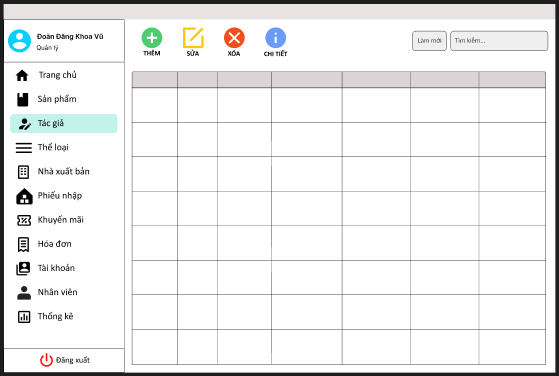 Đoàn Đăng Khoa Vũ
Quản lý
THÊM
SỬA
XÓA
CHI TIẾT
Làm mới
Tìm kiếm...
Trang chủ
Sản phẩm
Tác giả
Thể loại
Nhà xuất bản
Phiếu nhập
Khuyến mãi
Hóa đơn
Tài khoản
Nhân viên
Thống kê
Đăng xuất